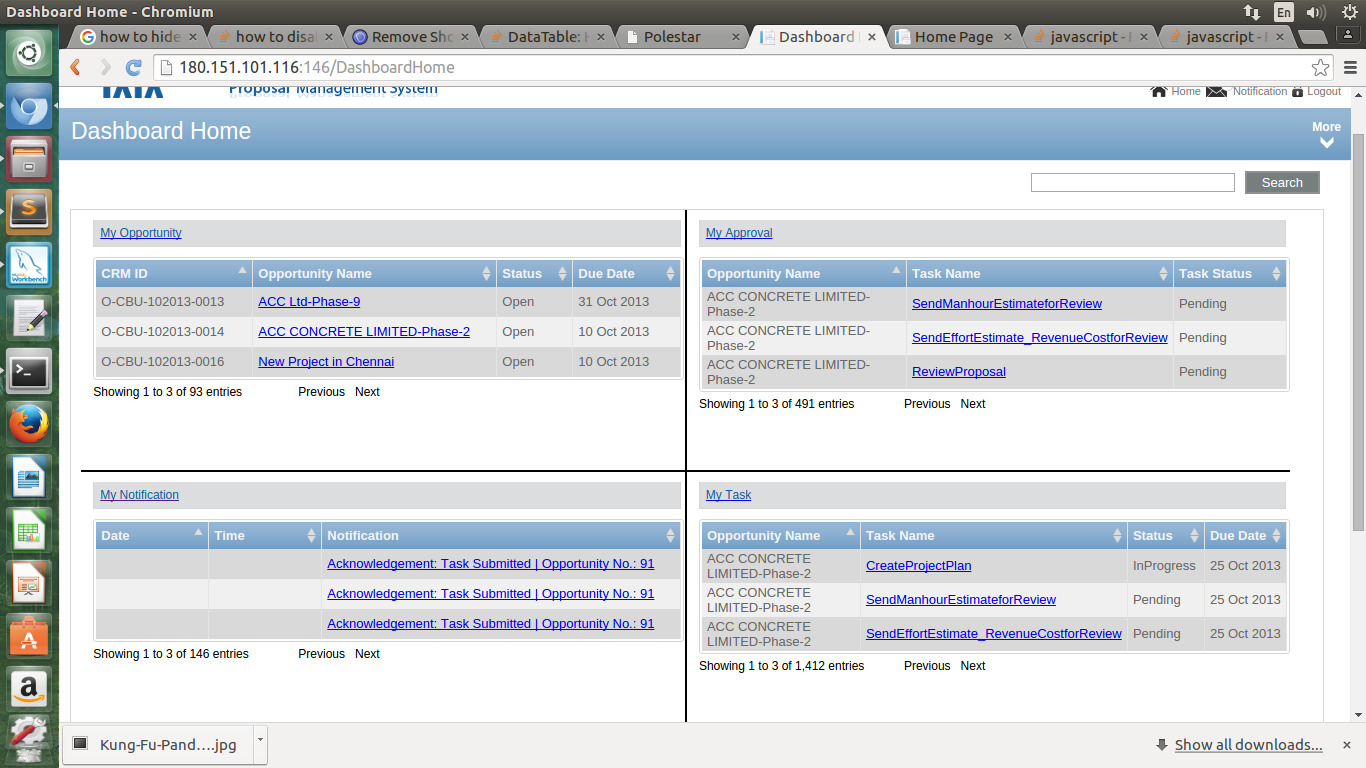 Dashboard Home - Chromium
En
how to hide
how to disa
Remove Sho
DataTable: H
Polestar
Dashboard
Home Page
javascript - 
javascript - 
180.151.101.116:146/DashboardHome
TATA
Proposal Management System
Home Notification Logout
Dashboard Home
More
Search
My Opportunity
CRM ID Opportunity Name Status Due Date
O-CBU-102013-0013 ACC Ltd-Phase-9 Open 31 Oct 2013
O-CBU-102013-0014 ACC CONCRETE LIMITED-Phase-2 Open 10 Oct 2013
O-CBU-102013-0016 New Project in Chennai Open 10 Oct 2013
Showing 1 to 3 of 93 entries Previous Next
My Approval
Opportunity Name Task Name Task Status
ACC CONCRETE LIMITED-
Phase-2 SendManhourEstimateforReview Pending
ACC CONCRETE LIMITED-
Phase-2 SendEffortEstimate_RevenueCostforReview Pending
ACC CONCRETE LIMITED-
Phase-2 ReviewProposal Pending
Showing 1 to 3 of 491 entries Previous Next
My Notification
Date Time Notification
Acknowledgement: Task Submitted | Opportunity No.: 91
Acknowledgement: Task Submitted | Opportunity No.: 91
Acknowledgement: Task Submitted | Opportunity No.: 91
Showing 1 to 3 of 146 entries Previous Next
My Task
Opportunity Name Task Name Status Due Date
ACC CONCRETE
LIMITED-Phase-2 CreateProjectPlan InProgress 25 Oct 2013
ACC CONCRETE
LIMITED-Phase-2 SendManhourEstimateforReview Pending 25 Oct 2013
ACC CONCRETE
LIMITED-Phase-2 SendEffortEstimate_RevenueCostforReview Pending 25 Oct 2013
Showing 1 to 3 of 1,412 entries Previous Next
Kung-Fu-Pand....jpg
Show all downloads...